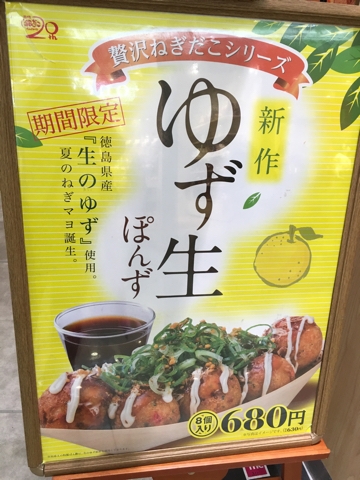 20th
贅沢ねぎだこシリーズ
期間限定
新作
ゆず生
ぽんず
徳島県産
『生のゆず』使用。
夏のねぎマヨ誕生。
8個入り
680円